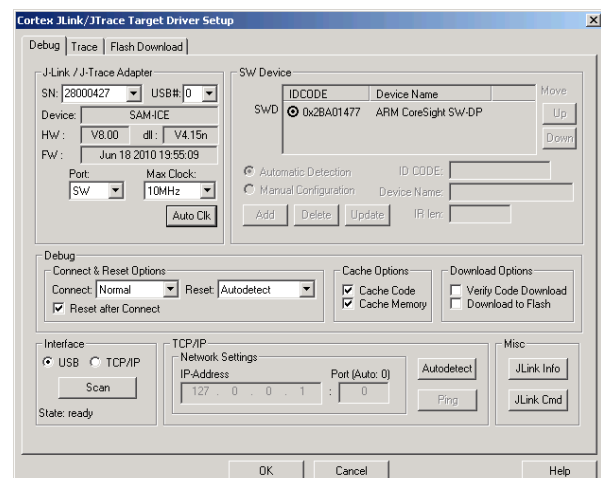 Cortex JLink/JTrace Target Driver Setup
Debug Trace Flash Download
J-Link / J-Trace Adapter
SN: 28000427 USB#: 0
Device: SAM-ICE
HW : V8.00 dll : V4.15n
FW : Jun 18 2010 19:55:09
Port: Max Clock:
SW 10MHz
Auto Clk
SW Device
IDCODE Device Name Move
SWD 0x2BA01477 ARM CoreSight SW-DP Up
Down
Automatic Detection ID CODE:
Manual Configuration Device Name:
Add Delete Update IR len:
Debug
Connect & Reset Options
Connect: Normal Reset: Autodetect
Reset after Connect
Cache Options
Cache Code
Cache Memory
Download Options
Verify Code Download
Download to Flash
Interface
USB TCP/IP
Scan
State: ready
TCP/IP
Network Settings
IP-Address Port (Auto: 0)
127 . 0 . 0 . 1 : 0
Autodetect
Ping
Misc
JLink Info
JLink Cmd
OK Cancel Help